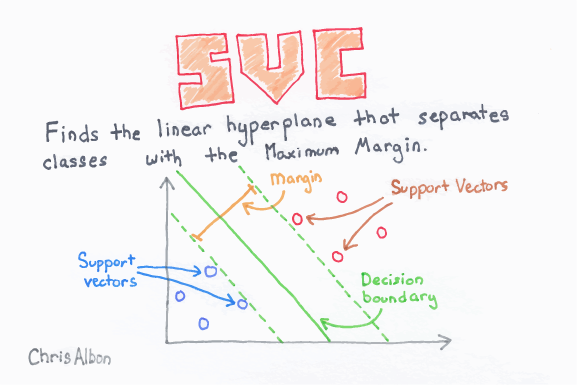 SVC
Finds the linear hyperplane that separates
classes with the Maximum Margin.
margin
Support Vectors
Support
vectors
Decision
boundary
Chris Albon